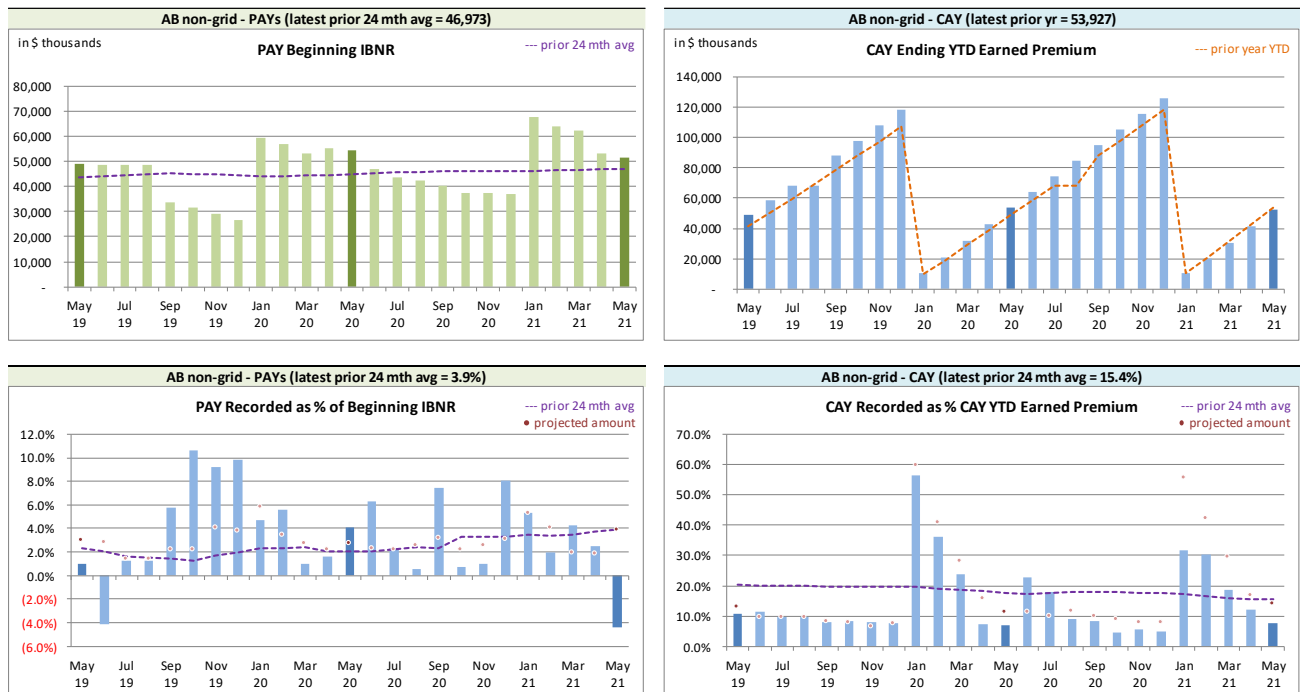 AB non-grid - PAYs (latest prior 24 mth avg = 46,973)
in $ thousands
PAY Beginning IBNR
--- prior 24 mth avg
80,000
70,000
60,000
50,000
40,000
30,000
20,000
10,000
-
May Jul Sep Nov Jan Mar May Jul Sep Nov Jan Mar May
19 19 19 19 20 20 20 20 20 20 21 21 21
AB non-grid - CAY (latest prior yr = 53,927)
in $ thousands
CAY Ending YTD Earned Premium
--- prior year YTD
140,000
120,000
100,000
80,000
60,000
40,000
20,000
-
May Jul Sep Nov Jan Mar May Jul Sep Nov Jan Mar May
19 19 19 19 20 20 20 20 20 20 21 21 21
AB non-grid - PAYs (latest prior 24 mth avg = 3.9%)
PAY Recorded as % of Beginning IBNR
--- prior 24 mth avg
• projected amount
12.0%
10.0%
8.0%
6.0%
4.0%
2.0%
0.0%
(2.0%)
(4.0%)
(6.0%)
May Jul Sep Nov Jan Mar May Jul Sep Nov Jan Mar May
19 19 19 19 20 20 20 20 20 20 21 21 21
AB non-grid - CAY (latest prior 24 mth avg = 15.4%)
CAY Recorded as % CAY YTD Earned Premium
--- prior 24 mth avg
• projected amount
70.0%
60.0%
50.0%
40.0%
30.0%
20.0%
10.0%
0.0%
May Jul Sep Nov Jan Mar May Jul Sep Nov Jan Mar May
19 19 19 19 20 20 20 20 20 20 21 21 21